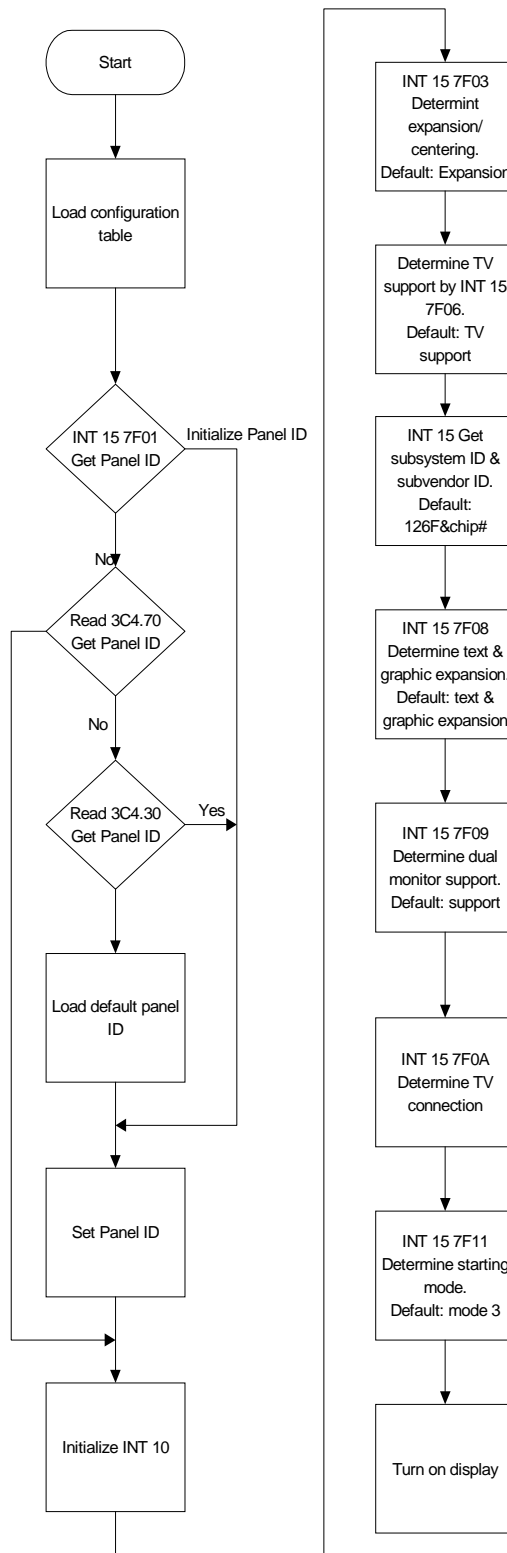 Start
Load configuration
table
INT 15 7F01
Get Panel ID
Initialize Panel ID
No
Read 3C4.70
Get Panel ID
No
Read 3C4.30
Get Panel ID
Yes
Load default panel
ID
Set Panel ID
Initialize INT 10
INT 15 7F03
Determint
expansion/
centering.
Default: Expansion
Determine TV
support by INT 15
7F06.
Default: TV
support
INT 15 Get
subsystem ID &
subvendor ID.
Default:
126F&chip#
INT 15 7F08
Determine text &
graphic expansion.
Default: text &
graphic expansion
INT 15 7F09
Determine dual
monitor support.
Default: support
INT 15 7F0A
Determine TV
connection
INT 15 7F11
Determine starting
mode.
Default: mode 3
Turn on display